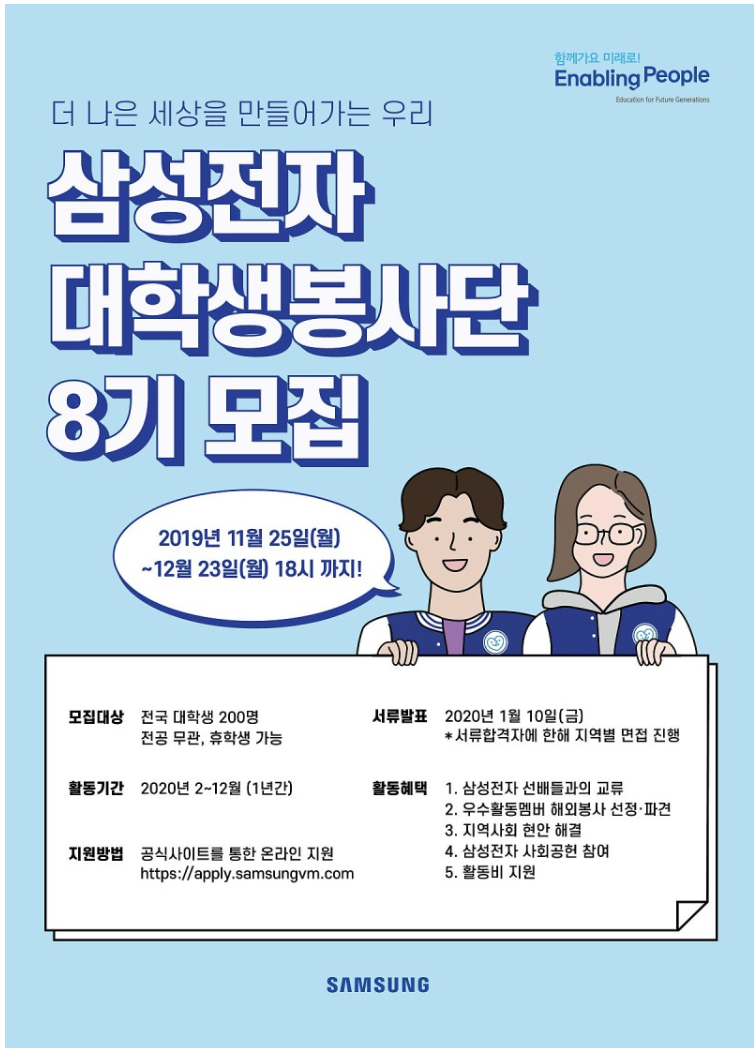 함께가요 미래로!
Enabling People
Education for Future Generations
더 나은 세상을 만들어가는 우리
삼성전자
대학생봉사단
8기 모집
2019년 11월 25일(월)
~12월 23일(월) 18시 까지!
모집대상 전국 대학생 200명
전공 무관, 휴학생 가능
활동기간 2020년 2~12월 (1년간)
지원방법 공식사이트를 통한 온라인 지원
https://apply.samsungvm.com
서류발표 2020년 1월 10일(금)
*서류합격자에 한해 지역별 면접 진행
활동혜택 1. 삼성전자 선배들과의 교류
2. 우수활동멤버 해외봉사 선정·파견
3. 지역사회 현안 해결
4. 삼성전자 사회공헌 참여
5. 활동비 지원
SAMSUNG